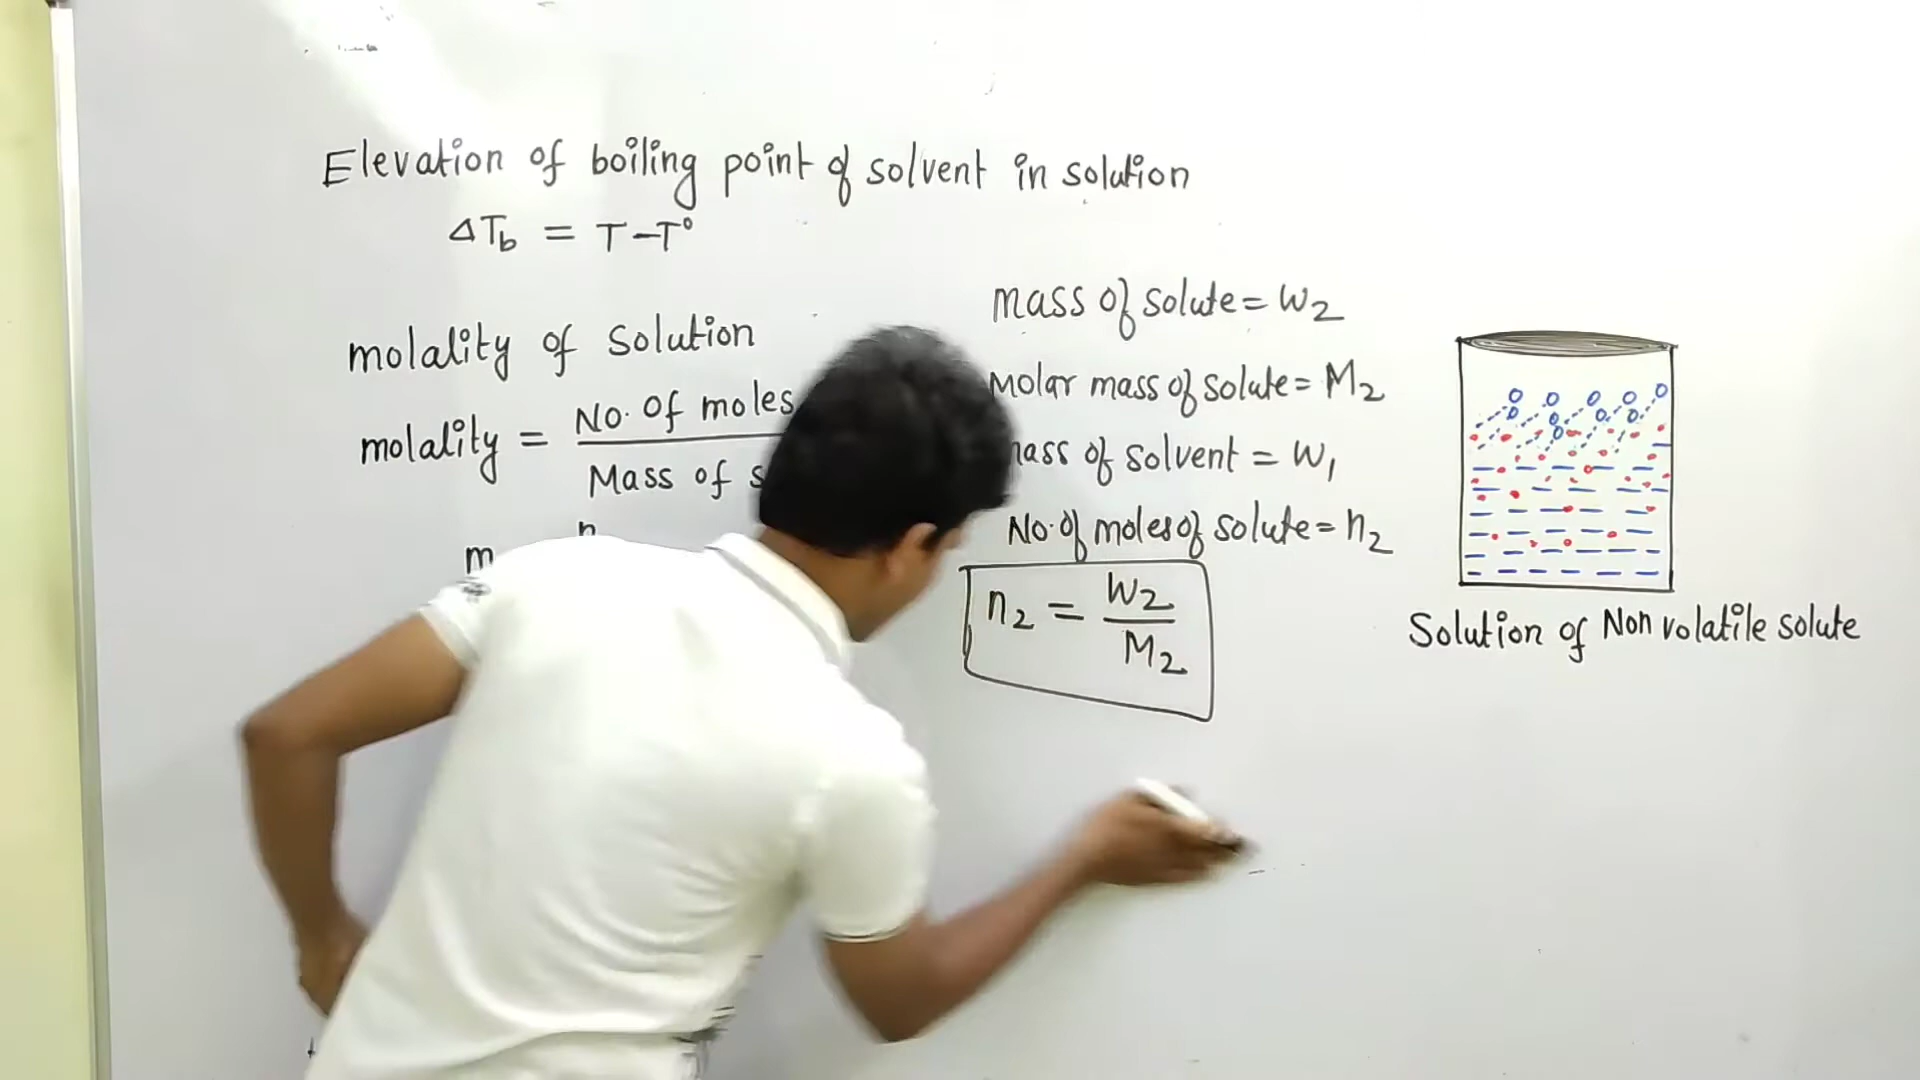 Elevation of boiling point of solvent in solution
ΔTb = T-T°
molality of solution
molality = No. Of moles
Mass of
m
n
mass of solute = W2
Molar mass of solute = M2
mass of solvent = W1
No. of moles of solute = n2
n2 = W2
M2
Solution of Non volatile solute